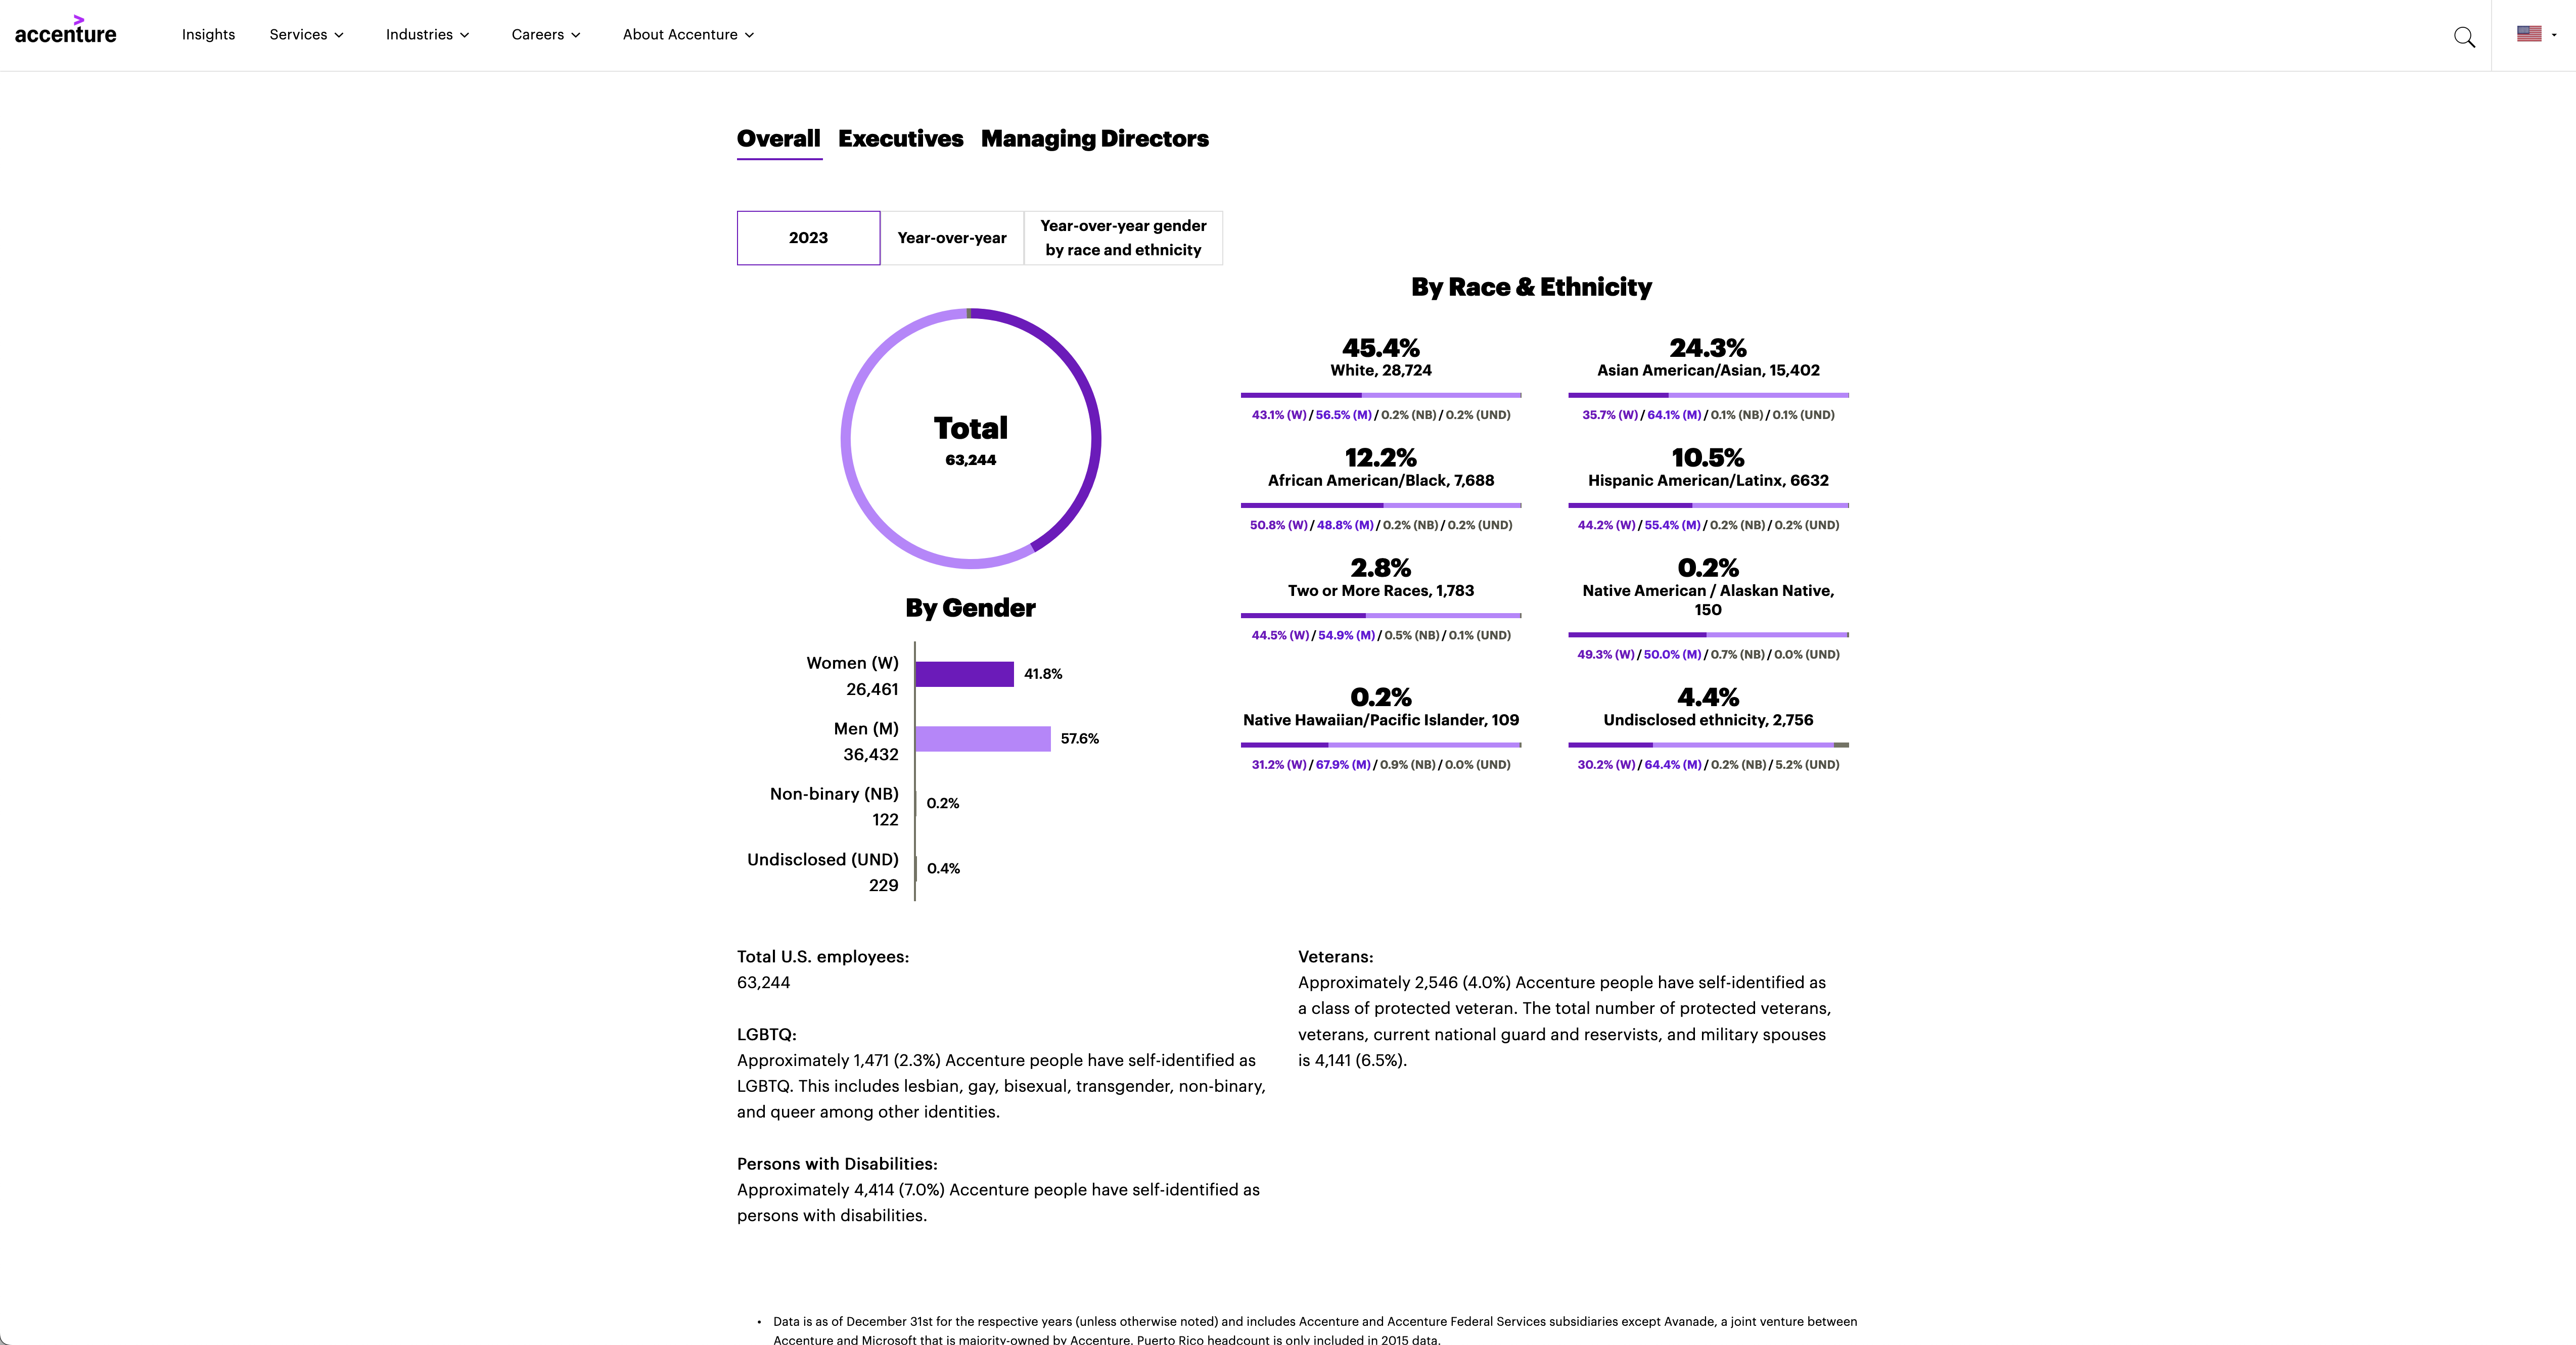 accenture
Insights
Services
Industries
Careers
About Accenture
Overall
Executives
Managing Directors
2023
Year-over-year
Year-over-year gender
by race and ethnicity
Total
63,244
By Gender
Women (W)
26,461
41.8%
Men (M)
36,432
57.6%
Non-binary (NB)
122
0.2%
Undisclosed (UND)
229
0.4%
By Race & Ethnicity
45.4%
White, 28,724
43.1% (W) / 56.5% (M) / 0.2% (NB) / 0.2% (UND)
24.3%
Asian American/Asian, 15,402
35.7% (W) / 64.1% (M) / 0.1% (NB) / 0.1% (UND)
12.2%
African American/Black, 7,688
50.8% (W) / 48.8% (M) / 0.2% (NB) / 0.2% (UND)
10.5%
Hispanic American/Latinx, 6632
44.2% (W) / 55.4% (M) / 0.2% (NB) / 0.2% (UND)
2.8%
Two or More Races, 1,783
44.5% (W) / 54.9% (M) / 0.5% (NB) / 0.1% (UND)
0.2%
Native American / Alaskan Native,
150
49.3% (W) / 50.0% (M) / 0.7% (NB) / 0.0% (UND)
0.2%
Native Hawaiian/Pacific Islander, 109
31.2% (W) / 67.9% (M) / 0.9% (NB) / 0.0% (UND)
4.4%
Undisclosed ethnicity, 2,756
30.2% (W) / 64.4% (M) / 0.2% (NB) / 5.2% (UND)
Total U.S. employees:
63,244
LGBTQ:
Approximately 1,471 (2.3%) Accenture people have self-identified as
LGBTQ. This includes lesbian, gay, bisexual, transgender, non-binary,
and queer among other identities.
Persons with Disabilities:
Approximately 4,414 (7.0%) Accenture people have self-identified as
persons with disabilities.
Veterans:
Approximately 2,546 (4.0%) Accenture people have self-identified as
a class of protected veteran. The total number of protected veterans,
veterans, current national guard and reservists, and military spouses
is 4,141 (6.5%).
• Data is as of December 31st for the respective years (unless otherwise noted) and includes Accenture and Accenture Federal Services subsidiaries except Avanade, a joint venture between
Accenture and Microsoft that is majority-owned by Accenture. Puerto Rico headcount is only included in 2015 data.